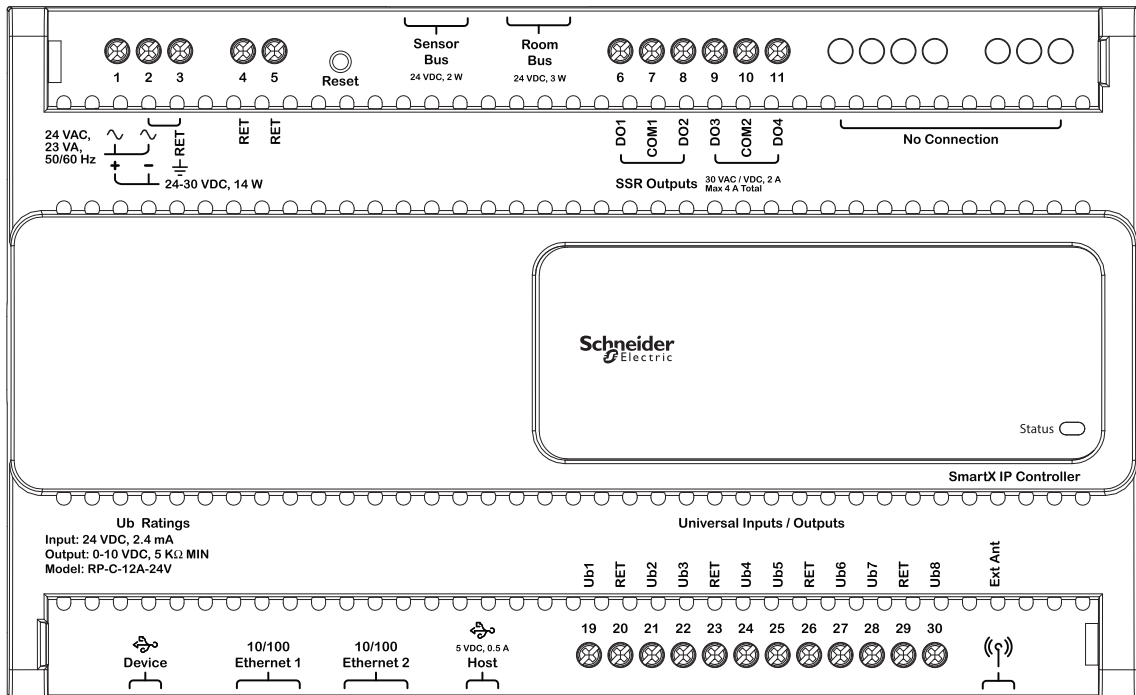 Sensor
Bus
24 VDC, 2 W
Room
Bus
24 VDC, 3 W
1 2 3 4 5
Reset
6 7 8 9 10 11
24 VAC,
23 VA,
50/60 Hz
+ -
RET
RET
RET
24-30 VDC, 14 W
DO1
COM1
DO2
DO3
COM2
DO4
SSR Outputs
30 VAC / VDC, 2 A
Max 4 A Total
No Connection
Schneider
Electric
Status
SmartX IP Controller
Ub Ratings
Input: 24 VDC, 2.4 mA
Output: 0-10 VDC, 5 KΩ MIN
Model: RP-C-12A-24V
Universal Inputs / Outputs
Ub1
RET
Ub2
Ub3
RET
Ub4
Ub5
RET
Ub6
Ub7
RET
Ub8
Ext Ant
19 20 21 22 23 24 25 26 27 28 29 30
Device
10/100
Ethernet 1
10/100
Ethernet 2
5 VDC, 0.5 A
Host